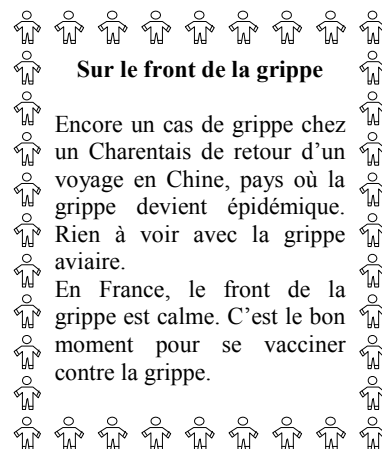 Sur le front de la grippe
Encore un cas de grippe chez
un Charentais de retour d’un
voyage en Chine, pays où la
grippe devient épidémique.
Rien à voir avec la grippe
aviaire.
En France, le front de la
grippe est calme. C’est le bon
moment pour se vacciner
contre la grippe.